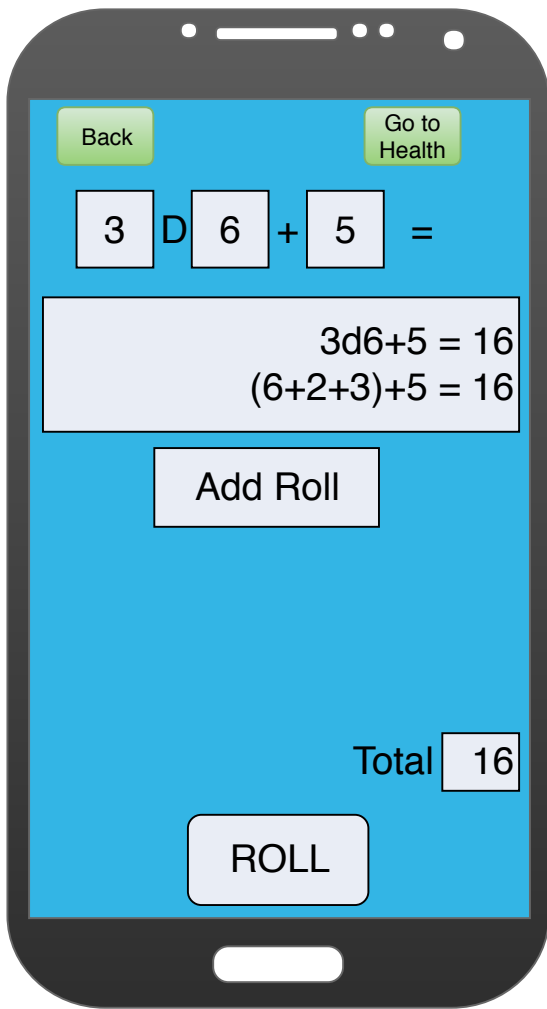 Back
Go to
Health
3 D 6 + 5 =
3d6+5 = 16
(6+2+3)+5 = 16
Add Roll
Total 16
ROLL